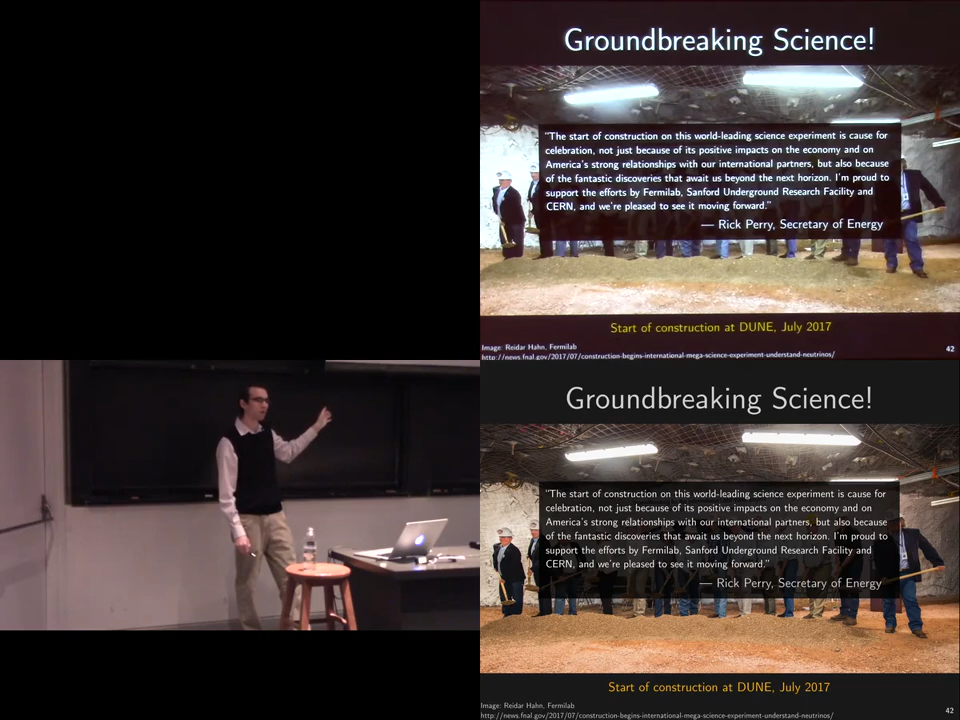 Groundbreaking Science!
"The start of construction on this world-leading science experiment is cause for
celebration, not just because of its positive impacts on the economy and on
America's strong relationships with our international partners, but also because
of the fantastic discoveries that await us beyond the next horizon. I'm proud to
support the efforts by Fermilab, Sanford Underground Research Facility and
CERN, and we're pleased to see it moving forward."
— Rick Perry, Secretary of Energy
Start of construction at DUNE, July 2017
Image: Reidar Hahn, Fermilab
http://news.fnal.gov/2017/07/construction-begins-international-mega-science-experiment-understand-neutrinos/
42
Groundbreaking Science!
"The start of construction on this world-leading science experiment is cause for
celebration, not just because of its positive impacts on the economy and on
America's strong relationships with our international partners, but also because
of the fantastic discoveries that await us beyond the next horizon. I'm proud to
support the efforts by Fermilab, Sanford Underground Research Facility and
CERN, and we're pleased to see it moving forward."
— Rick Perry, Secretary of Energy
Start of construction at DUNE, July 2017
Image: Reidar Hahn, Fermilab
http://news.fnal.gov/2017/07/construction-begins-international-mega-science-experiment-understand-neutrinos/
42